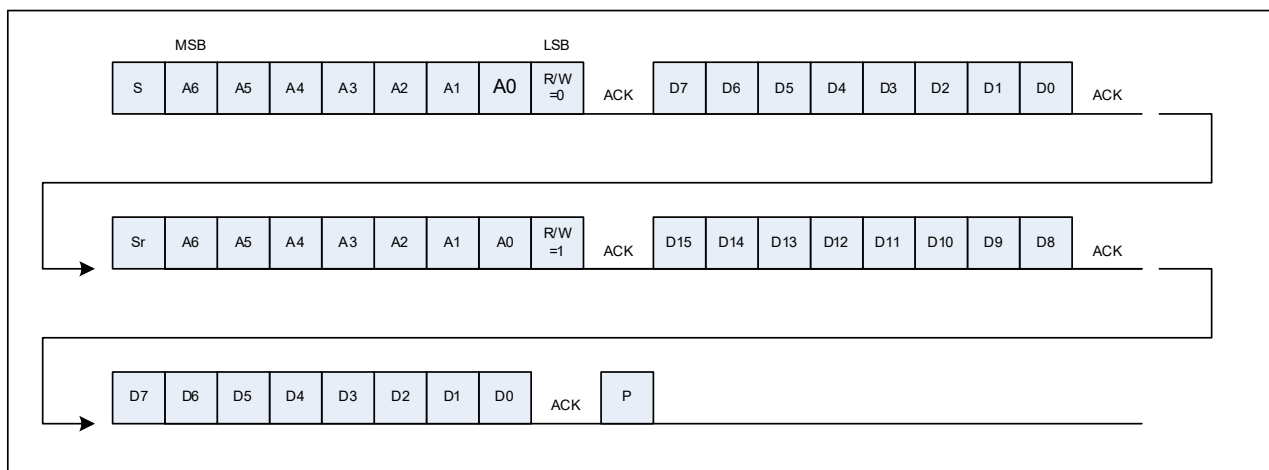 MSB LSB
S A6 A5 A4 A3 A2 A1 A0 R/W =0 ACK D7 D6 D5 D4 D3 D2 D1 D0 ACK
Sr A6 A5 A4 A3 A2 A1 A0 R/W =1 ACK D15 D14 D13 D12 D11 D10 D9 D8 ACK
D7 D6 D5 D4 D3 D2 D1 D0 ACK P